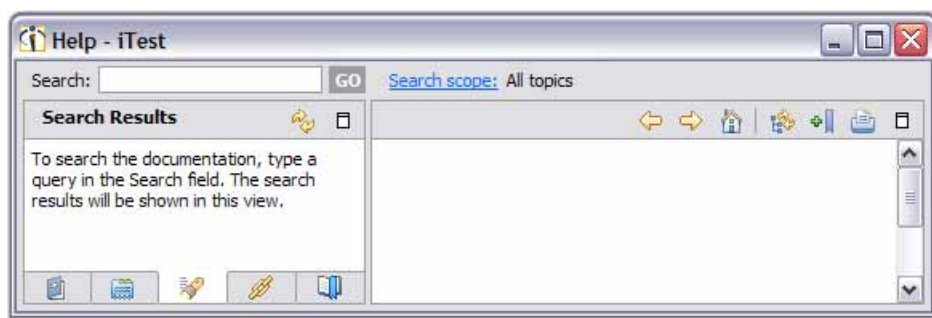 Help - iTest
Search: GO Search scope: All topics
Search Results
To search the documentation, type a
query in the Search field. The search
results will be shown in this view.